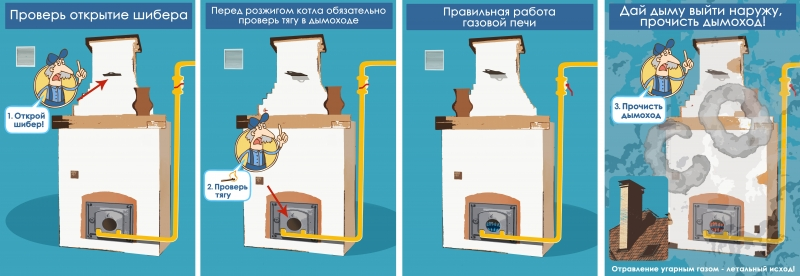 Проверь открытие шибера
1. Открой
шибер!
Перед розжигом котла обязательно
проверь тягу в дымоходе
2. Проверь
тягу
Правильная работа
газовой печи
Дай дыму выйти наружу,
прочисть дымоход!
3. Прочисть
дымоход
CO
Отравление угарным газом - летальный исход!